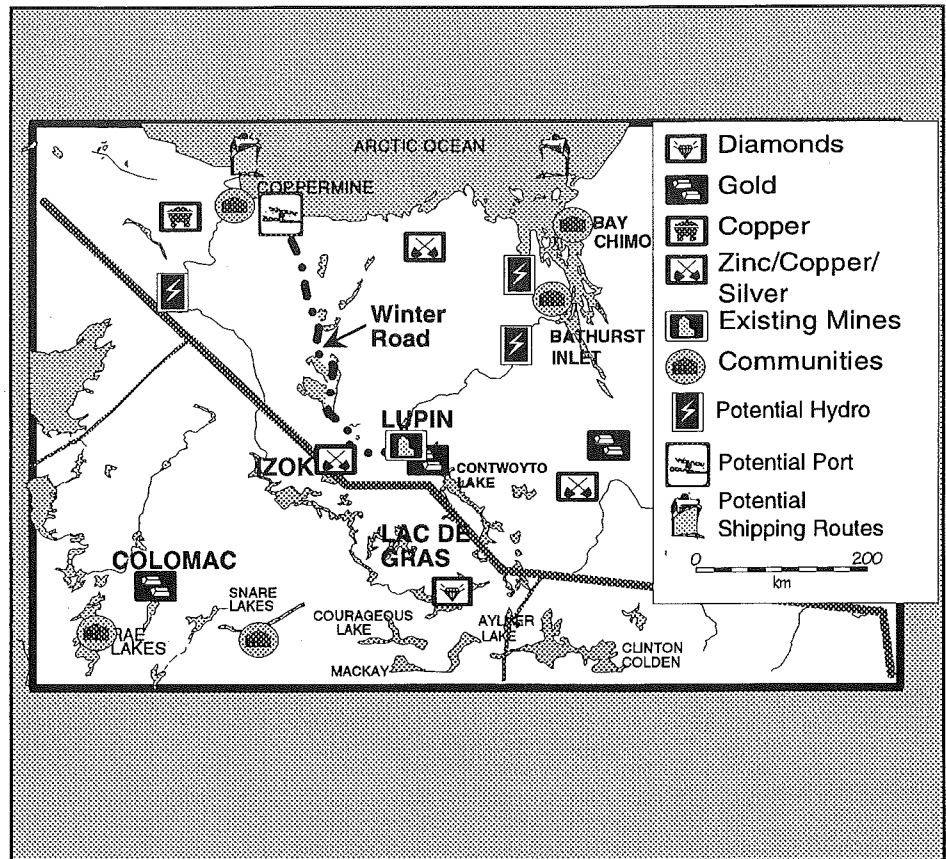 ARCTIC OCEAN
COPPERMINE
BAY
CHIMO
Winter
Road
BATHURST
INLET
LUPIN
IZOK
CONTWOYTO
LAKE
LAC DE
GRAS
COLOMAC
SNARE
LAKES
COURAGEOUS
LAKE
AYLMER
LAKE
RAE
LAKES
MACKAY
CLINTON
COLDEN
Diamonds
Gold
Copper
Zinc/Copper/
Silver
Existing Mines
Communities
Potential Hydro
Potential Port
Potential
Shipping Routes
0 200
km